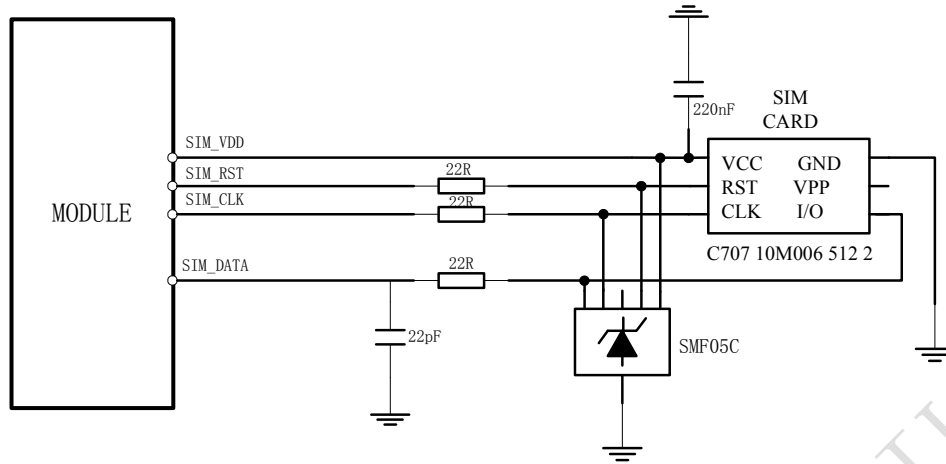 220nF
SIM
CARD
SIM_VDD
SIM_RST
SIM_CLK
SIM_DATA
MODULE
22R
22R
22R
22pF
VCC GND
RST VPP
CLK I/O
C707 10M006 512 2
SMF05C